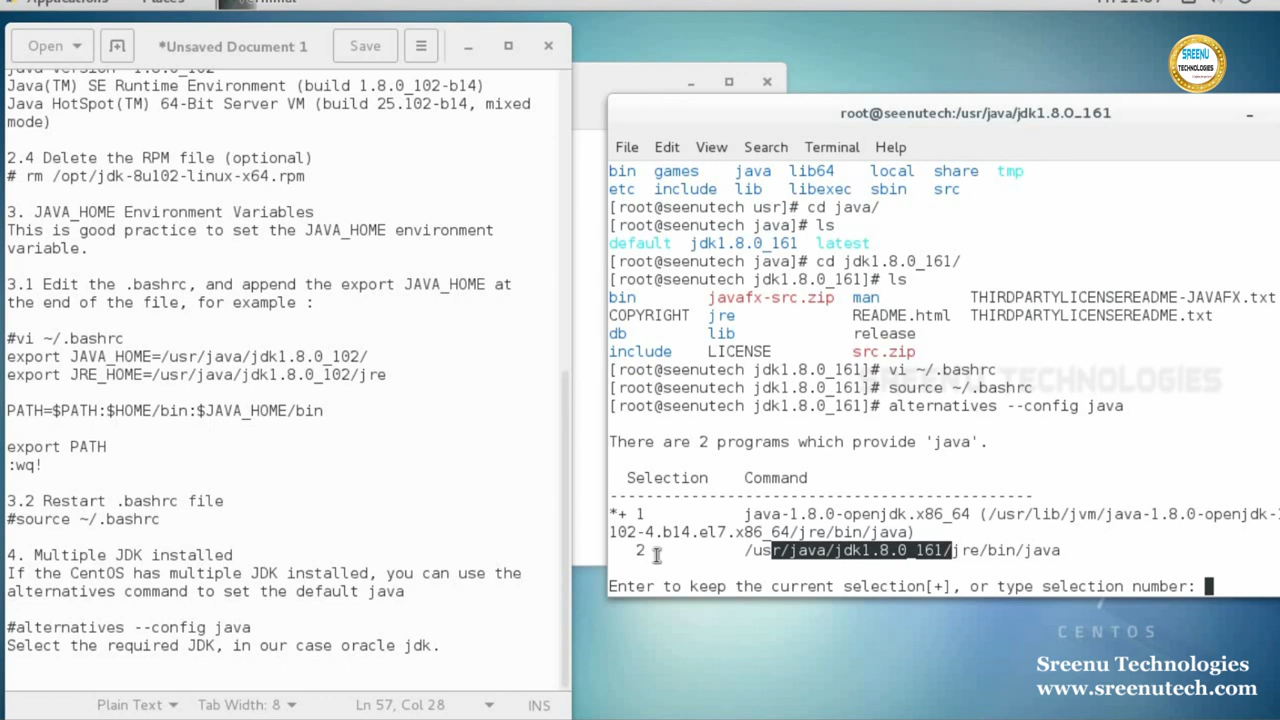 Applications Places Terminal
Open *Unsaved Document 1 Save
java version "1.8.0_102"
Java(TM) SE Runtime Environment (build 1.8.0_102-b14)
Java HotSpot(TM) 64-Bit Server VM (build 25.102-b14, mixed
mode)
2.4 Delete the RPM file (optional)
# rm /opt/jdk-8u102-linux-x64.rpm
3. JAVA_HOME Environment Variables
This is good practice to set the JAVA_HOME environment
variable.
3.1 Edit the .bashrc, and append the export JAVA_HOME at
the end of the file, for example :
#vi ~/.bashrc
export JAVA_HOME=/usr/java/jdk1.8.0_102/
export JRE_HOME=/usr/java/jdk1.8.0_102/jre
PATH=$PATH:$HOME/bin:$JAVA_HOME/bin
export PATH
:wq!
3.2 Restart .bashrc file
#source ~/.bashrc
4. Multiple JDK installed
If the CentOS has multiple JDK installed, you can use the
alternatives command to set the default java
#alternatives --config java
Select the required JDK, in our case oracle jdk.
Plain Text Tab Width: 8 Ln 57, Col 28 INS
SREENU
TECHNOLOGIES
root@seenutech:/usr/java/jdk1.8.0_161
File Edit View Search Terminal Help
bin games java lib64 local share tmp
etc include lib libexec sbin src
[root@seenutech usr]# cd java/
[root@seenutech java]# ls
default jdk1.8.0_161 latest
[root@seenutech java]# cd jdk1.8.0_161/
[root@seenutech jdk1.8.0_161]# ls
bin javafx-src.zip man THIRDPARTYLICENSEREADME-JAVAFX.txt
COPYRIGHT jre README.html THIRDPARTYLICENSEREADME.txt
db lib release
include LICENSE src.zip
[root@seenutech jdk1.8.0_161]# vi ~/.bashrc
[root@seenutech jdk1.8.0_161]# source ~/.bashrc
[root@seenutech jdk1.8.0_161]# alternatives --config java
SREENU TECHNOLOGIES
There are 2 programs which provide 'java'.
Selection Command
-----------------------------------------------
*+ 1 java-1.8.0-openjdk.x86_64 (/usr/lib/jvm/java-1.8.0-openjdk-1
102-4.b14.el7.x86_64/jre/bin/java)
2 /usr/java/jdk1.8.0_161/jre/bin/java
Enter to keep the current selection[+], or type selection number:
CENTOS
Sreenu Technologies
www.sreenutech.com